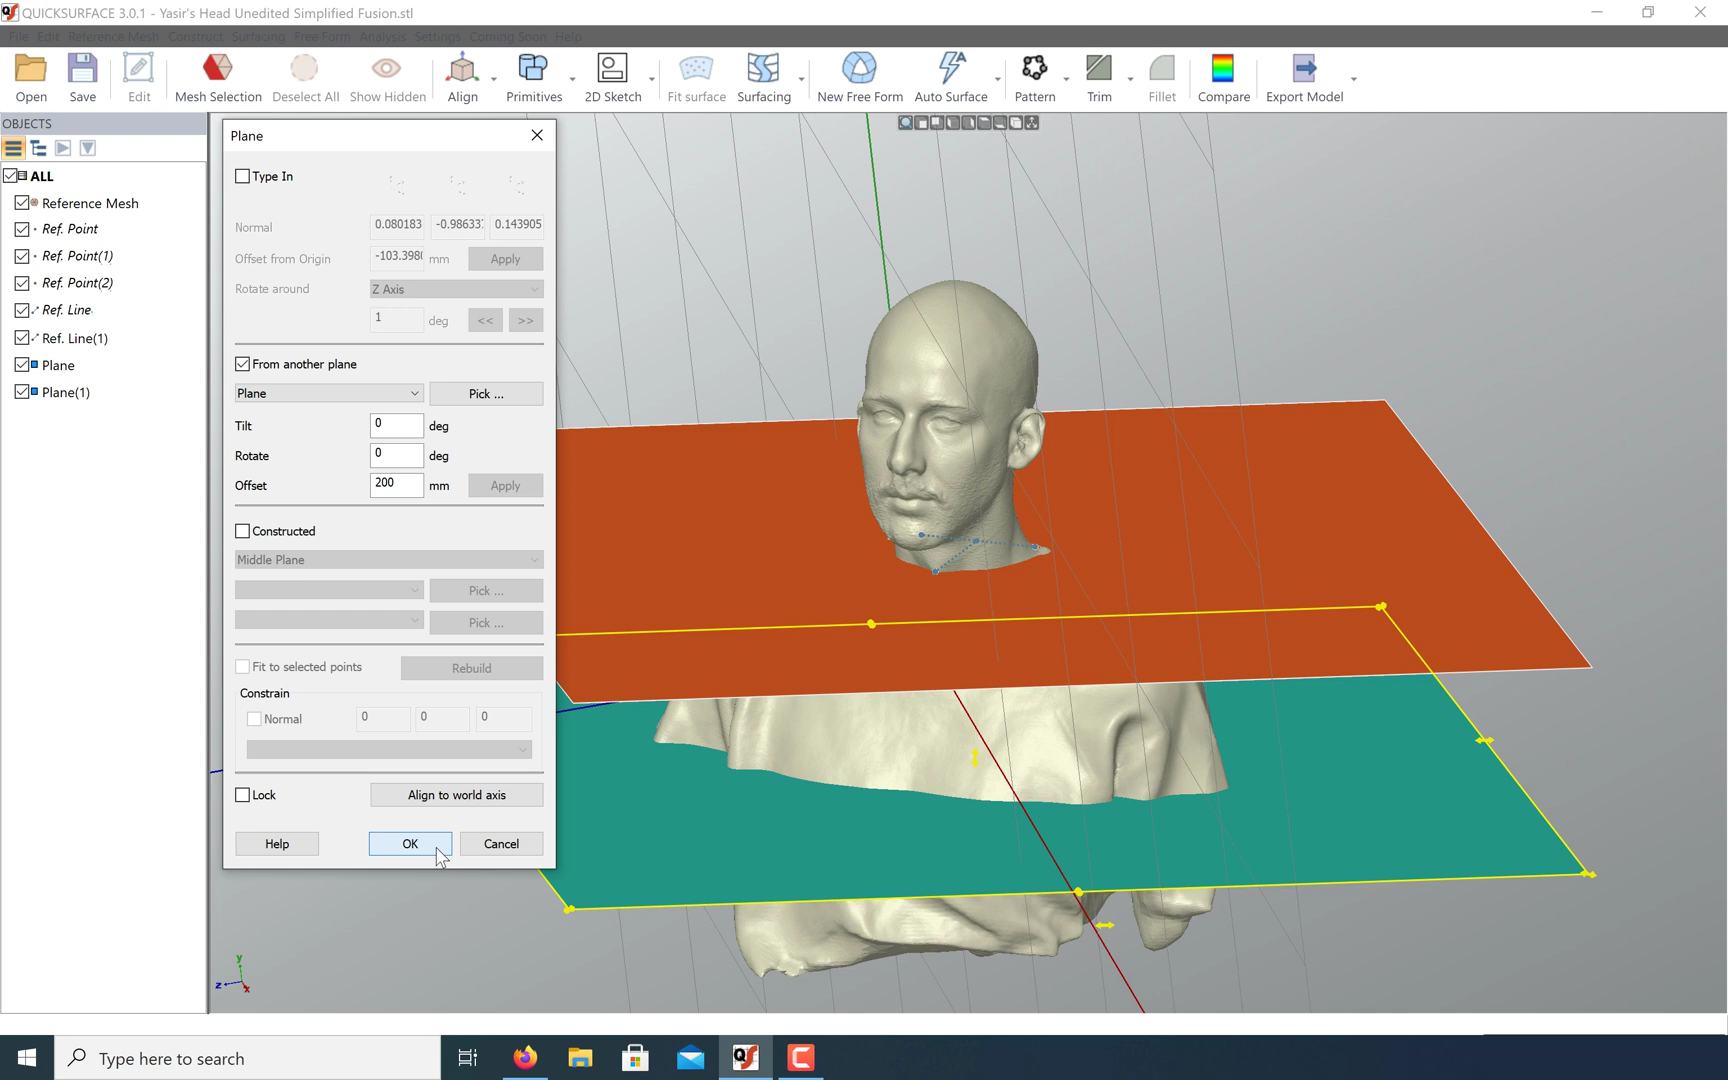 QUICKSURFACE 3.0.1 - Yasir's Head Unedited Simplified Fusion.stl
File Edit Reference Mesh Construct Surfacing Free Form Analysis Settings Coming Soon Help
Open Save Edit Mesh Selection Deselect All Show Hidden Align Primitives 2D Sketch Fit surface Surfacing New Free Form Auto Surface Pattern Trim Fillet Compare Export Model
OBJECTS
ALL
Reference Mesh
Ref. Point
Ref. Point(1)
Ref. Point(2)
Ref. Line
Ref. Line(1)
Plane
Plane(1)
Plane
Type In
Normal 0.080183 -0.98633 0.143905
Offset from Origin -103.398 mm Apply
Rotate around Z Axis
1 deg << >>
From another plane
Plane Pick ...
Tilt 0 deg
Rotate 0 deg
Offset 200 mm Apply
Constructed
Middle Plane
Pick ...
Pick ...
Fit to selected points Rebuild
Constrain
Normal 0 0 0
Lock Align to world axis
Help OK Cancel
y
z
x
Type here to search